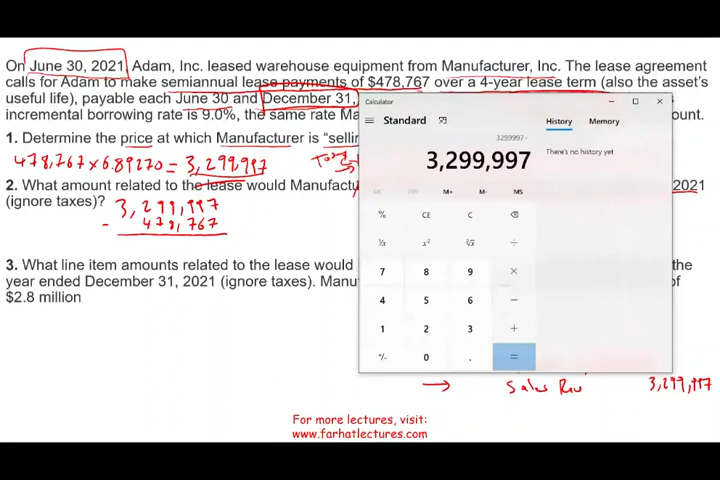 On June 30, 2021, Adam, Inc. leased warehouse equipment from Manufacturer, Inc. The lease agreement
calls for Adam to make semiannual lease payments of $478,767 over a 4-year lease term (also the asset's
useful life), payable each June 30 and December 31,
incremental borrowing rate is 9.0%, the same rate Ma
ount.
1. Determine the price at which Manufacturer is "sellin
478,767 x 6.89270 = 3,299,997
2. What amount related to the lease would Manufactu
2021
(ignore taxes)?
3,299,997
- 478,767
3. What line item amounts related to the lease would
the
year ended December 31, 2021 (ignore taxes). Manu
of
$2.8 million
Calculator
Standard
History
Memory
3299997 -
3,299,997
There's no history yet
MC MR M+ M- MS
% CE C
⅟x x² ²√x ÷
7 8 9 ×
4 5 6 −
1 2 3 +
+/- 0 . =
→ Sales Rev 3,299,997
For more lectures, visit:
www.farhatlectures.com